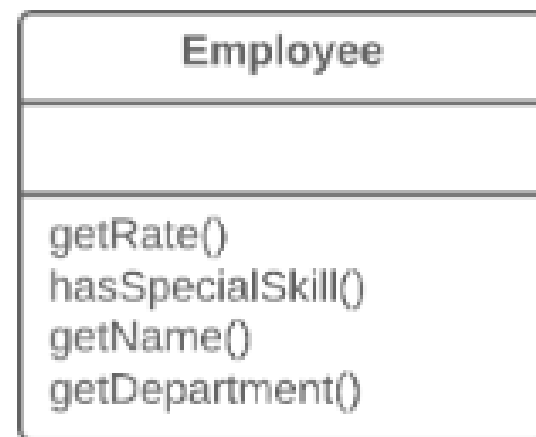 Employee
getRate()
hasSpecialSkill()
getName()
getDepartment()